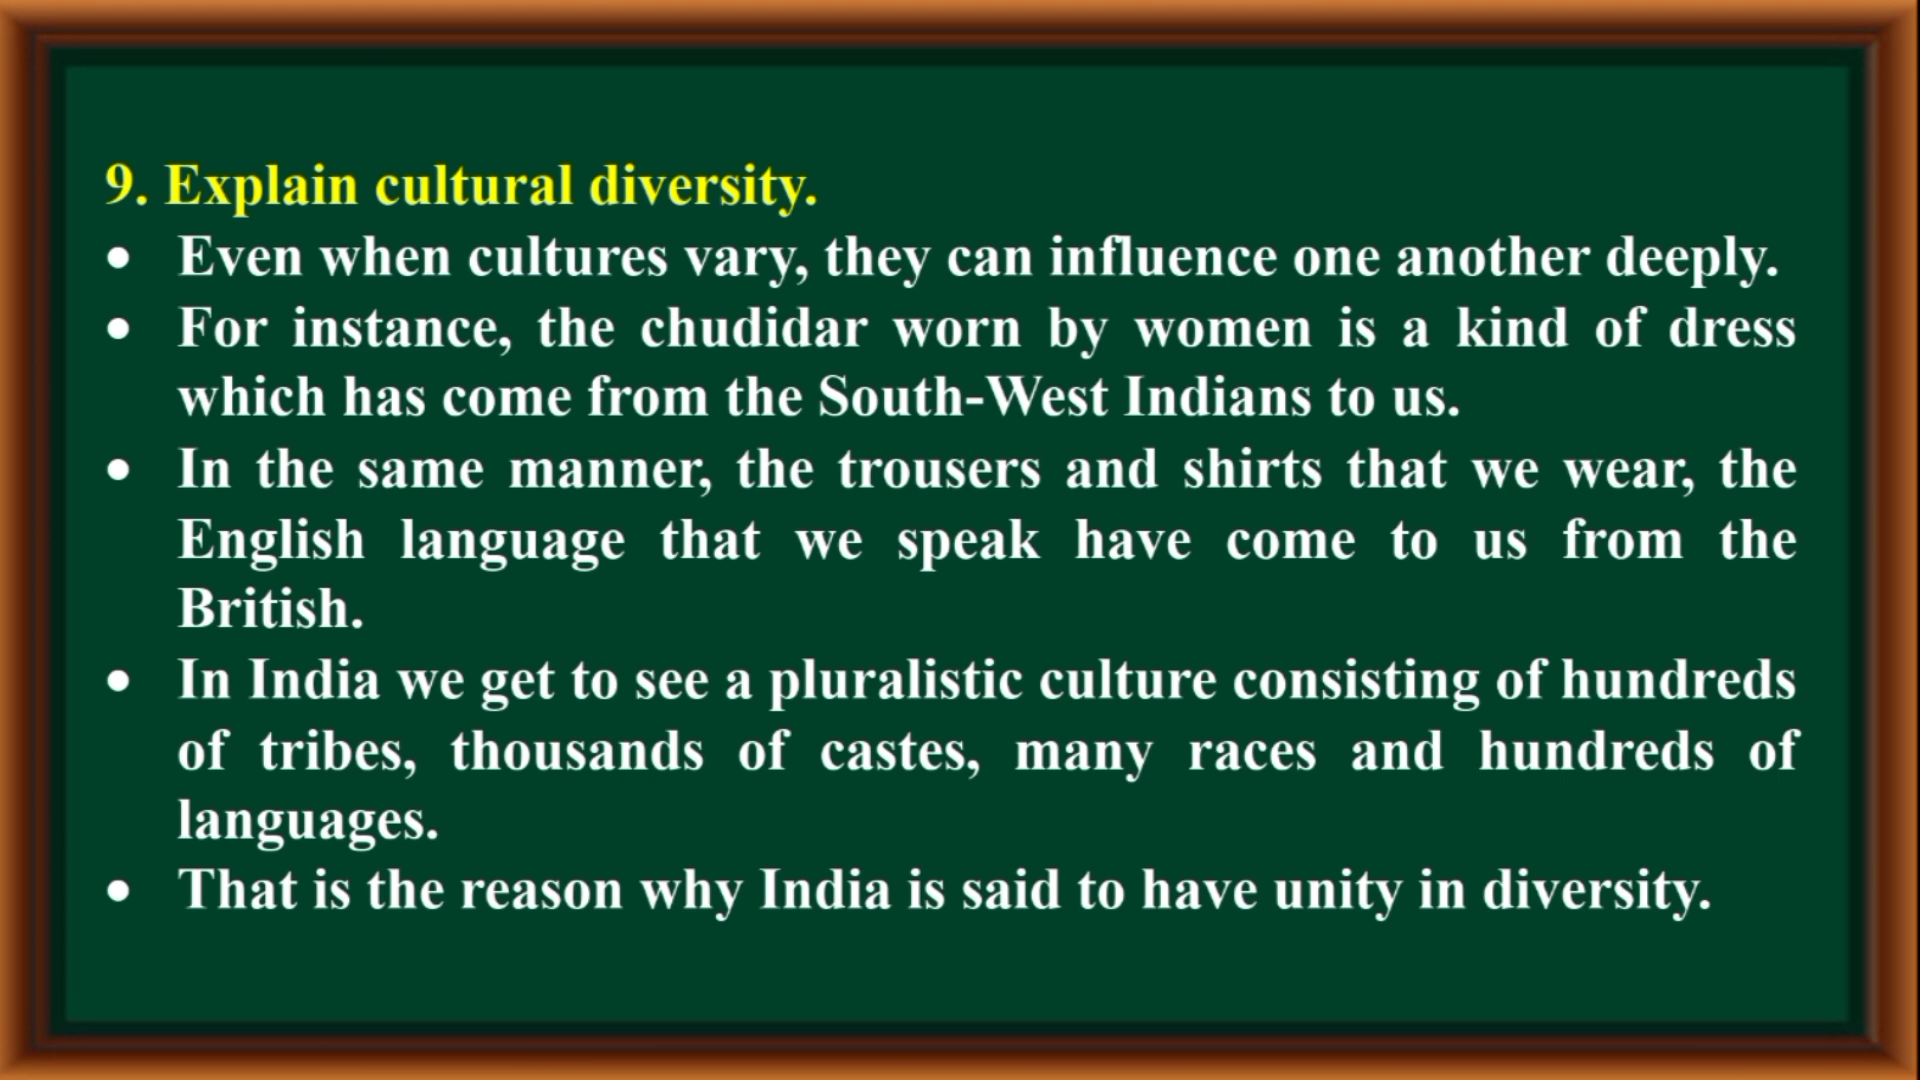 9. Explain cultural diversity.
• Even when cultures vary, they can influence one another deeply.
• For instance, the chudidar worn by women is a kind of dress
which has come from the South-West Indians to us.
• In the same manner, the trousers and shirts that we wear, the
English language that we speak have come to us from the
British.
• In India we get to see a pluralistic culture consisting of hundreds
of tribes, thousands of castes, many races and hundreds of
languages.
• That is the reason why India is said to have unity in diversity.